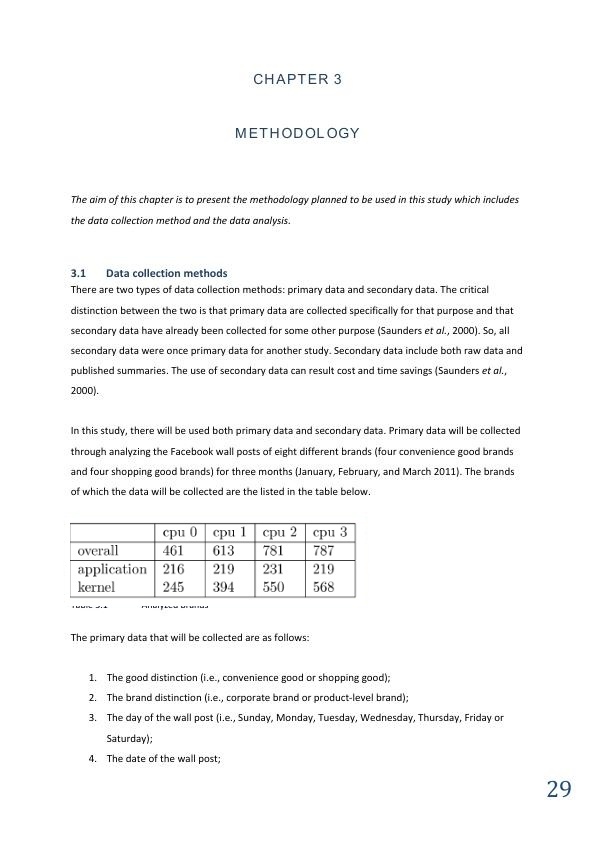 CHAPTER 3
METHODOLOGY
The aim of this chapter is to present the methodology planned to be used in this study which includes
the data collection method and the data analysis.
3.1 Data collection methods
There are two types of data collection methods: primary data and secondary data. The critical
distinction between the two is that primary data are collected specifically for that purpose and that
secondary data have already been collected for some other purpose (Saunders et al., 2000). So, all
secondary data were once primary data for another study. Secondary data include both raw data and
published summaries. The use of secondary data can result cost and time savings (Saunders et al.,
2000).
In this study, there will be used both primary data and secondary data. Primary data will be collected
through analyzing the Facebook wall posts of eight different brands (four convenience good brands
and four shopping good brands) for three months (January, February, and March 2011). The brands
of which the data will be collected are the listed in the table below.
cpu 0 cpu 1 cpu 2 cpu 3
overall 461 613 781 787
application 216 219 231 219
kernel 245 394 550 568
Table 3.1 Analyzed brands
The primary data that will be collected are as follows:
1. The good distinction (i.e., convenience good or shopping good);
2. The brand distinction (i.e., corporate brand or product-level brand);
3. The day of the wall post (i.e., Sunday, Monday, Tuesday, Wednesday, Thursday, Friday or
Saturday);
4. The date of the wall post;
29